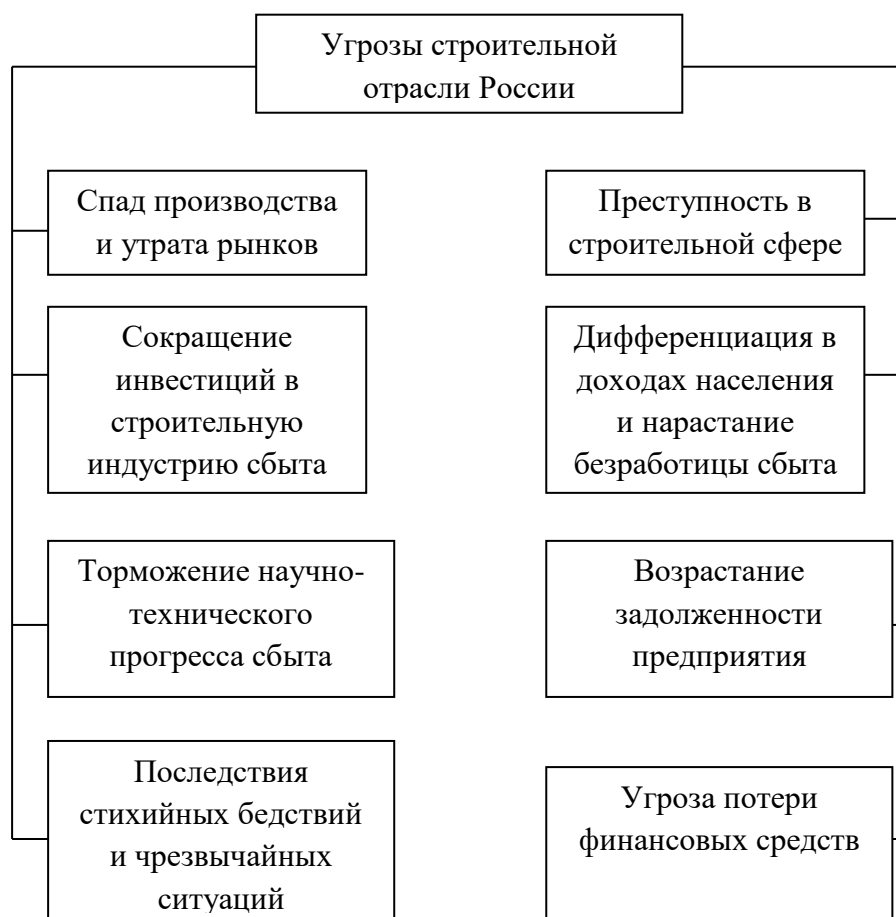 Угрозы строительной
отрасли России
Спад производства
и утрата рынков
Преступность в
строительной сфере
Сокращение
инвестиций в
строительную
индустрию сбыта
Дифференциация в
доходах населения
и нарастание
безработицы сбыта
Торможение научно-
технического
прогресса сбыта
Возрастание
задолженности
предприятия
Последствия
стихийных бедствий
и чрезвычайных
ситуаций
Угроза потери
финансовых средств